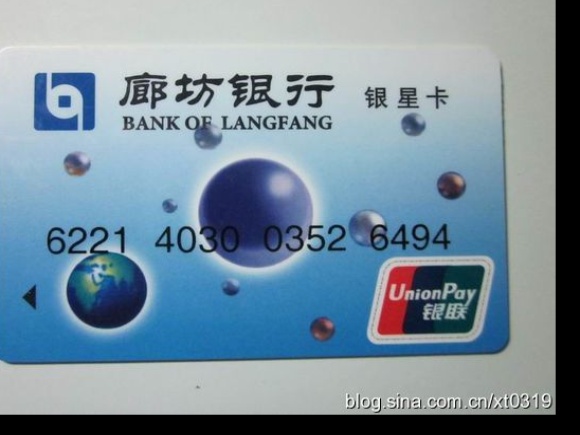 廊坊银行 银星卡
BANK OF LANGFANG
6221 4030 0352 6494
UnionPay
银联
blog.sina.com.cn/xt0319